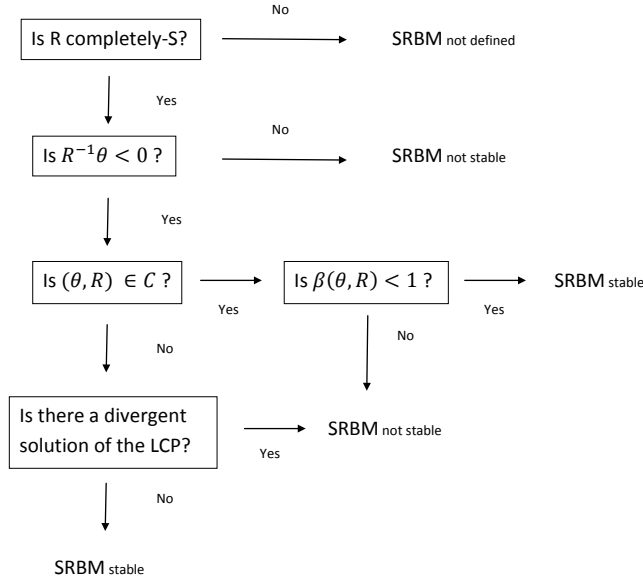 Is R completely-S?
No
SRBM not defined
Yes
Is R⁻¹θ < 0 ?
No
SRBM not stable
Yes
Is (θ, R) ∈ C ?
Yes
Is β(θ, R) < 1 ?
Yes
SRBM stable
No
No
Is there a divergent
solution of the LCP?
Yes
SRBM not stable
No
SRBM stable